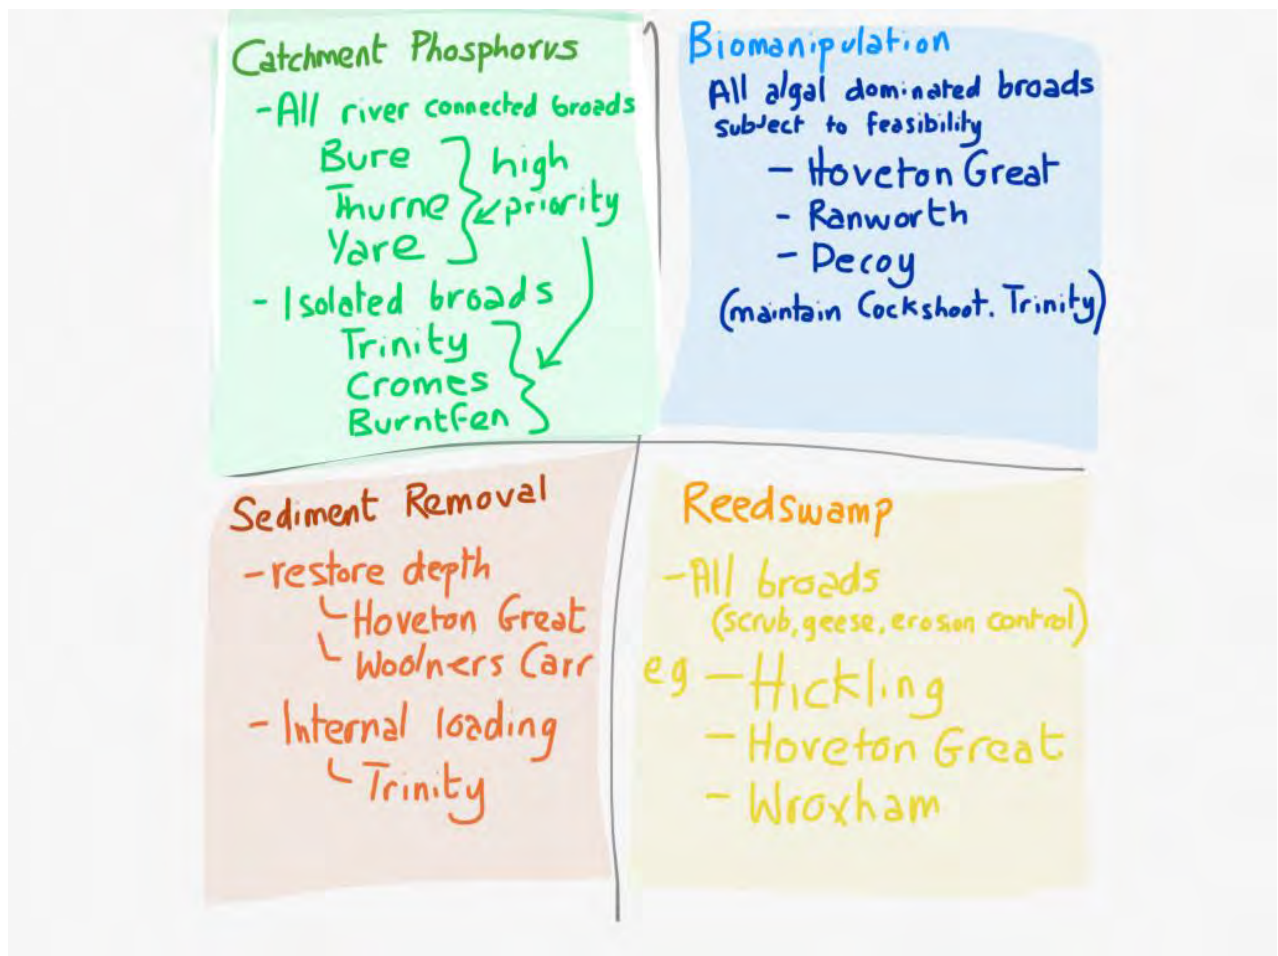 Catchment Phosphorus
- All river connected broads
Bure
Thurne
Yare
high
priority
- Isolated broads
Trinity
Cromes
Burntfen
Biomanipulation
All algal dominated broads
subject to feasibility
- Hoveton Great
- Ranworth
- Decoy
(maintain Cockshoot. Trinity)
Sediment Removal
- restore depth
Hoveton Great
Woolners Carr
- Internal loading
Trinity
Reedswamp
- All broads
(scrub, geese, erosion control)
eg - Hickling
- Hoveton Great
- Wroxham